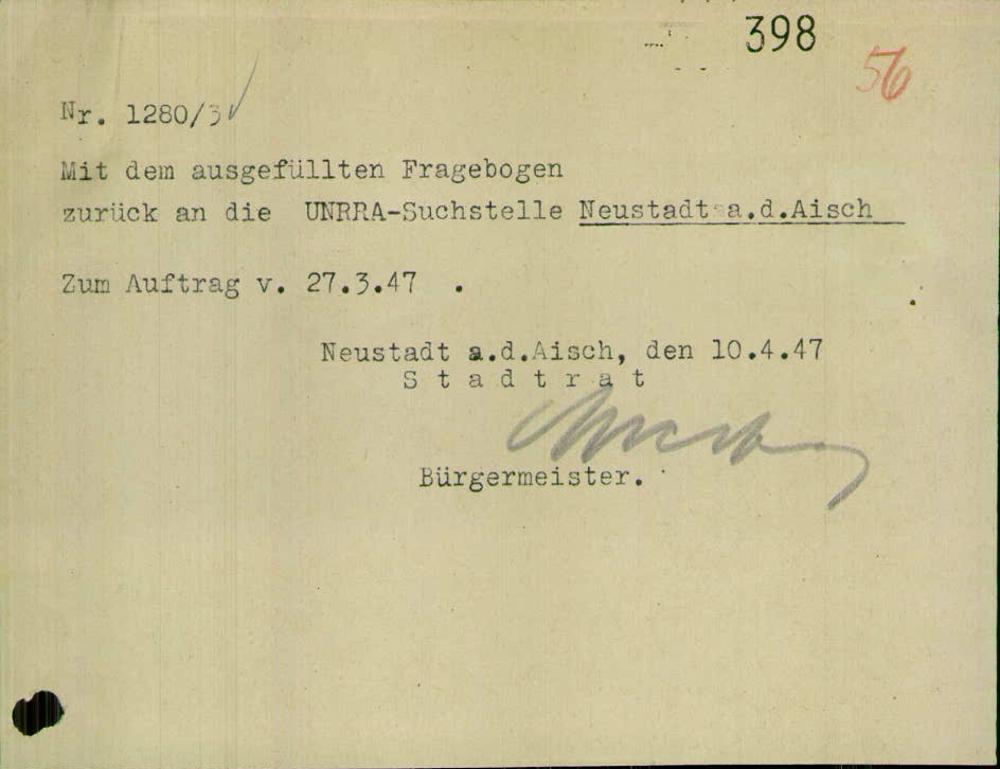 398
56
Nr. 1280/3
Mit dem ausgefüllten Fragebogen
zurück an die UNRRA-Suchstelle Neustadt a.d.Aisch
Zum Auftrag v. 27.3.47 .
Neustadt a.d.Aisch, den 10.4.47
S t a d t r a t
Bürgermeister.